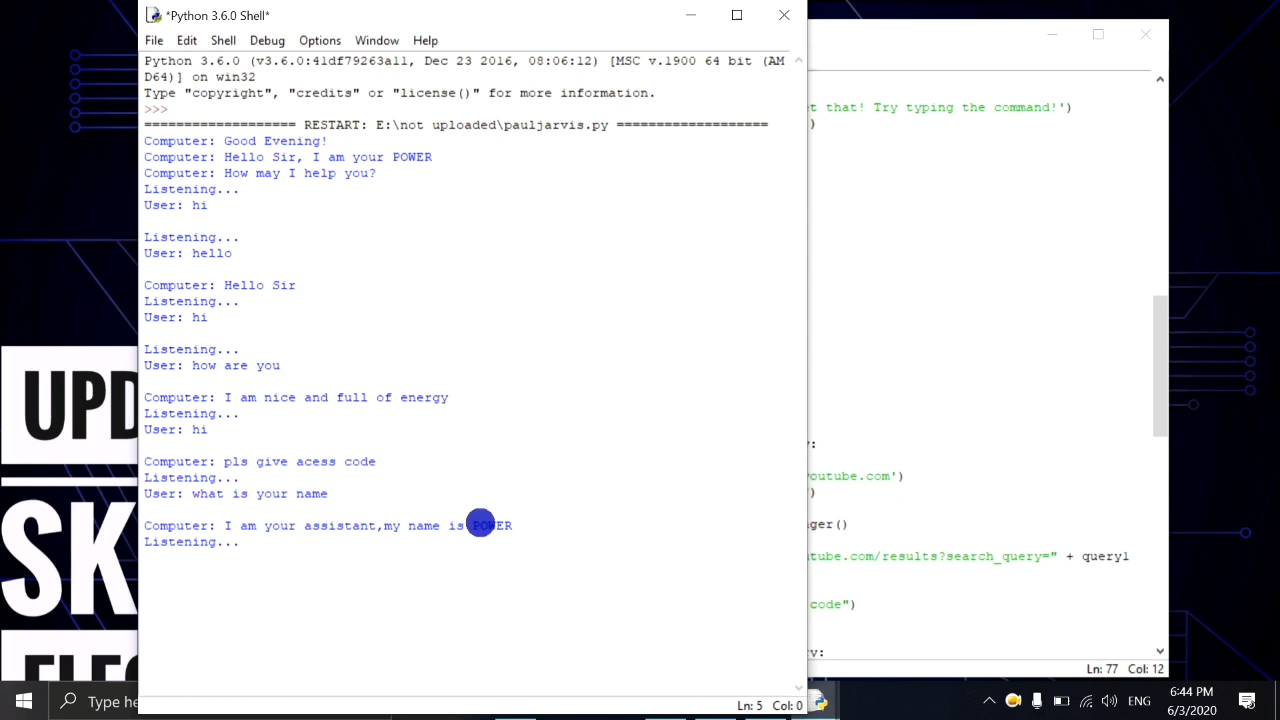 *Python 3.6.0 Shell*
File Edit Shell Debug Options Window Help
Python 3.6.0 (v3.6.0:41df79263a11, Dec 23 2016, 08:06:12) [MSC v.1900 64 bit (AM
D64)] on win32
Type "copyright", "credits" or "license()" for more information.
>>>
=================== RESTART: E:\not uploaded\pauljarvis.py ===================
Computer: Good Evening!
Computer: Hello Sir, I am your POWER
Computer: How may I help you?
Listening...
User: hi
Listening...
User: hello
Computer: Hello Sir
Listening...
User: hi
Listening...
User: how are you
Computer: I am nice and full of energy
Listening...
User: hi
Computer: pls give acess code
Listening...
User: what is your name
Computer: I am your assistant,my name is POWER
Listening...
Ln: 5 Col: 0
et that! Try typing the command!')
)
:
youtube.com')
')
ager()
utube.com/results?search_query=" + query1
code")
y:
Ln: 77 Col: 12
UPD
SK
ELEC
Type he
ENG
6:44 PM
6/3/2020